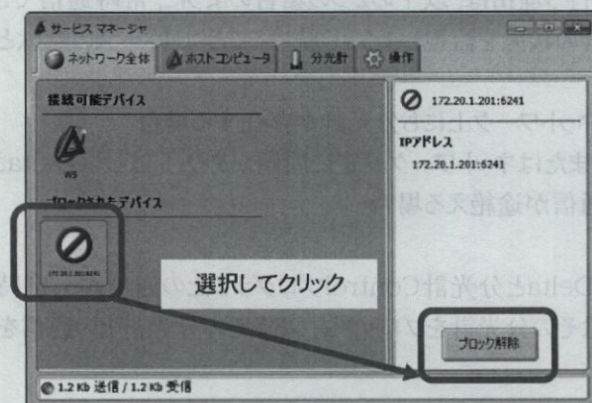 サービス マネージャ
ネットワーク全体 ホストコンピュータ 分光計 操作
接続可能デバイス
WS
ブロックされたデバイス
172.20.1.201:6241
選択してクリック
172.20.1.201:6241
IPアドレス
172.20.1.201:6241
ブロック解除
1.2 Kb 送信 / 1.2 Kb 受信